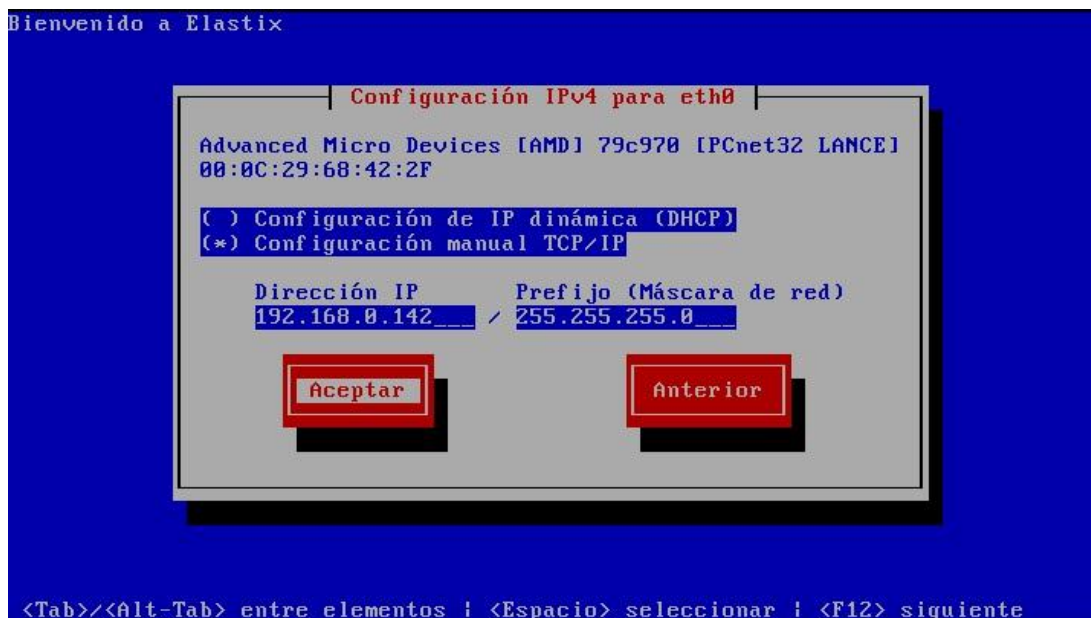 Bienvenido a Elastix
Configuración IPv4 para eth0
Advanced Micro Devices [AMD] 79c970 [PCnet32 LANCE]
00:0C:29:68:42:2F
( ) Configuración de IP dinámica (DHCP)
(*) Configuración manual TCP/IP
Dirección IP Prefijo (Máscara de red)
192.168.0.142___ / 255.255.255.0___
Aceptar Anterior
<Tab>/<Alt-Tab> entre elementos | <Espacio> seleccionar | <F12> siguiente